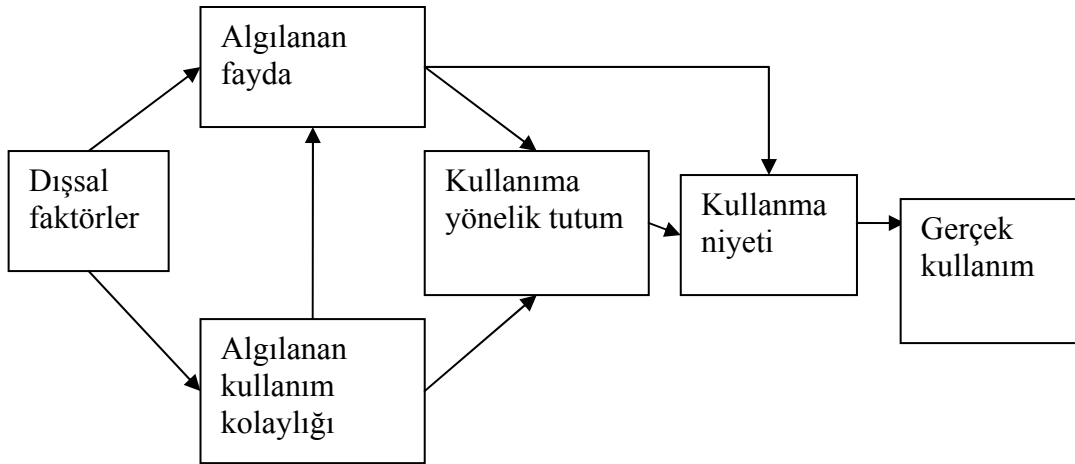 Algılanan
fayda
Dışsal
faktörler
Kullanıma
yönelik tutum
Kullanma
niyeti
Gerçek
kullanım
Algılanan
kullanım
kolaylığı